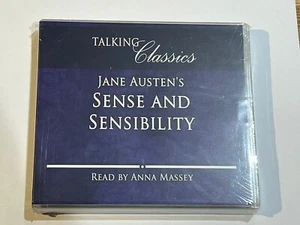 TALKING
Classics
JANE AUSTEN'S
SENSE AND
SENSIBILITY
READ BY ANNA MASSEY